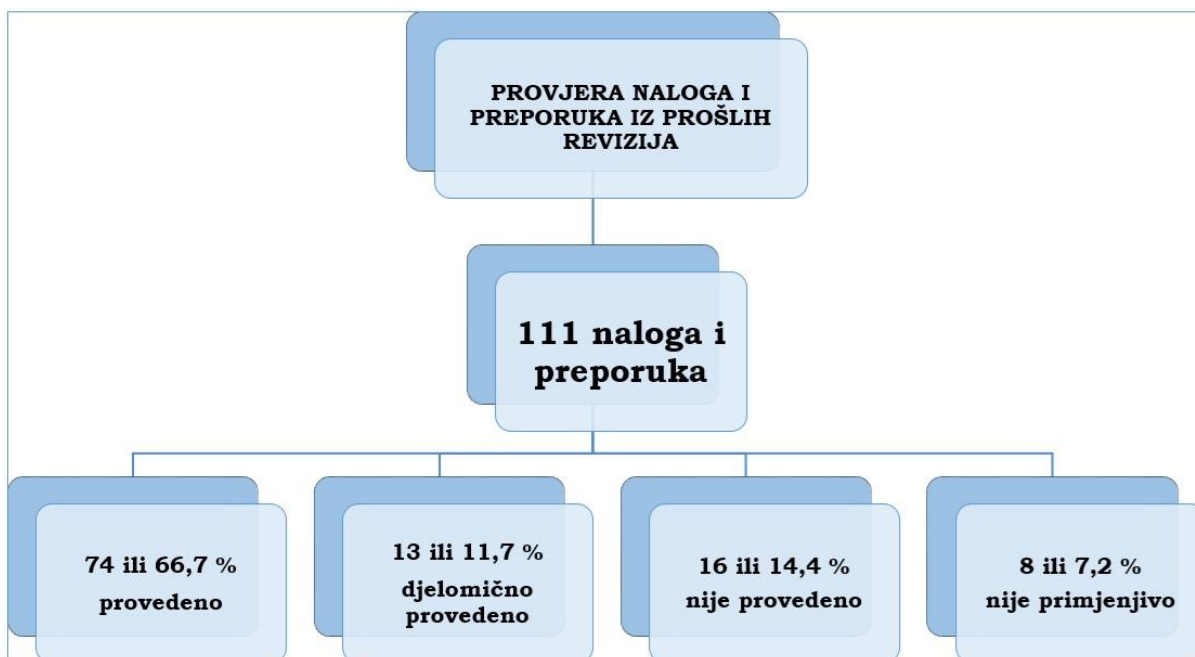 PROVJERA NALOGA I
PREPORUKA IZ PROŠLIH
REVIZIJA
111 naloga i
preporuka
74 ili 66,7 %
provedeno
13 ili 11,7 %
djelomično
provedeno
16 ili 14,4 %
nije provedeno
8 ili 7,2 %
nije primjenjivo